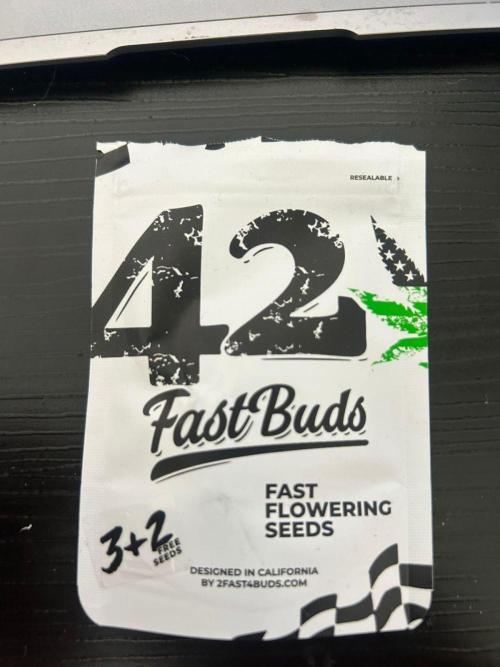 RESEALABLE
42
FastBuds
FAST
FLOWERING
SEEDS
3+2
FREE
SEEDS
DESIGNED IN CALIFORNIA
BY 2FAST4BUDS.COM